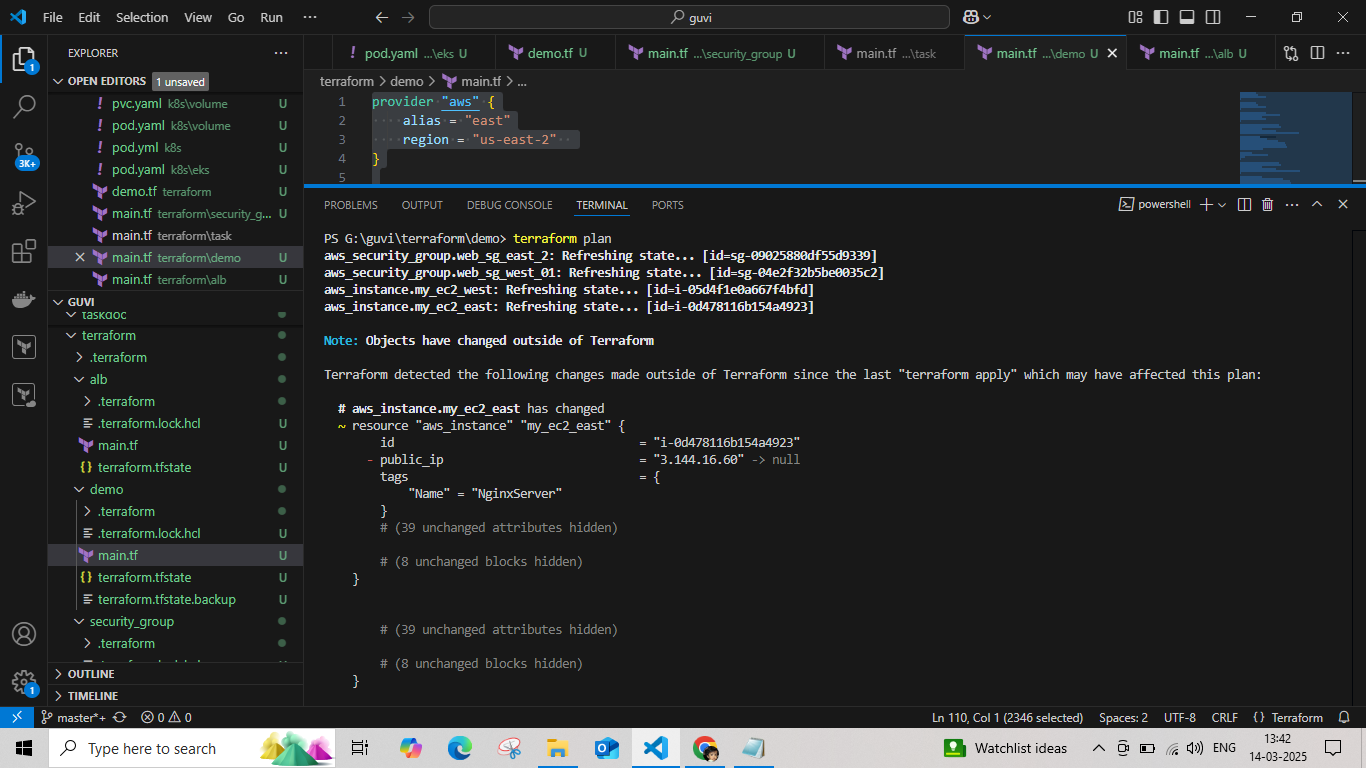 File Edit Selection View Go Run ···
guvi
EXPLORER
OPEN EDITORS 1 unsaved
! pvc.yaml k8s\volume U
! pod.yaml k8s\volume U
! pod.yml k8s U
! pod.yaml k8s\eks U
demo.tf terraform U
main.tf terraform\security_g... U
main.tf terraform\task
main.tf terraform\demo U
main.tf terraform\alb U
GUVI
taskdoc
terraform
.terraform
alb
.terraform
.terraform.lock.hcl U
main.tf U
{} terraform.tfstate U
demo
.terraform
.terraform.lock.hcl U
main.tf U
{} terraform.tfstate U
terraform.tfstate.backup U
security_group
.terraform
OUTLINE
TIMELINE
1
3K+
1
! pod.yaml ...\eks U
demo.tf U
main.tf ...\security_group U
main.tf ...\task
main.tf ...\demo U
main.tf ...\alb U
terraform > demo > main.tf > ...
1 provider "aws" {
2 ····alias = "east"
3 ····region = "us-east-2"
4 }
5
PROBLEMS OUTPUT DEBUG CONSOLE TERMINAL PORTS
powershell
PS G:\guvi\terraform\demo> terraform plan
aws_security_group.web_sg_east_2: Refreshing state... [id=sg-09025880df55d9339]
aws_security_group.web_sg_west_01: Refreshing state... [id=sg-04e2f32b5be0035c2]
aws_instance.my_ec2_west: Refreshing state... [id=i-05d4f1e0a667f4bfd]
aws_instance.my_ec2_east: Refreshing state... [id=i-0d478116b154a4923]
Note: Objects have changed outside of Terraform
Terraform detected the following changes made outside of Terraform since the last "terraform apply" which may have affected this plan:
# aws_instance.my_ec2_east has changed
~ resource "aws_instance" "my_ec2_east" {
id = "i-0d478116b154a4923"
- public_ip = "3.144.16.60" -> null
tags = {
"Name" = "NginxServer"
}
# (39 unchanged attributes hidden)
# (8 unchanged blocks hidden)
}
# (39 unchanged attributes hidden)
# (8 unchanged blocks hidden)
}
master*+ 0 0
Ln 110, Col 1 (2346 selected) Spaces: 2 UTF-8 CRLF {} Terraform
Type here to search
Watchlist ideas
ENG
13:42
14-03-2025